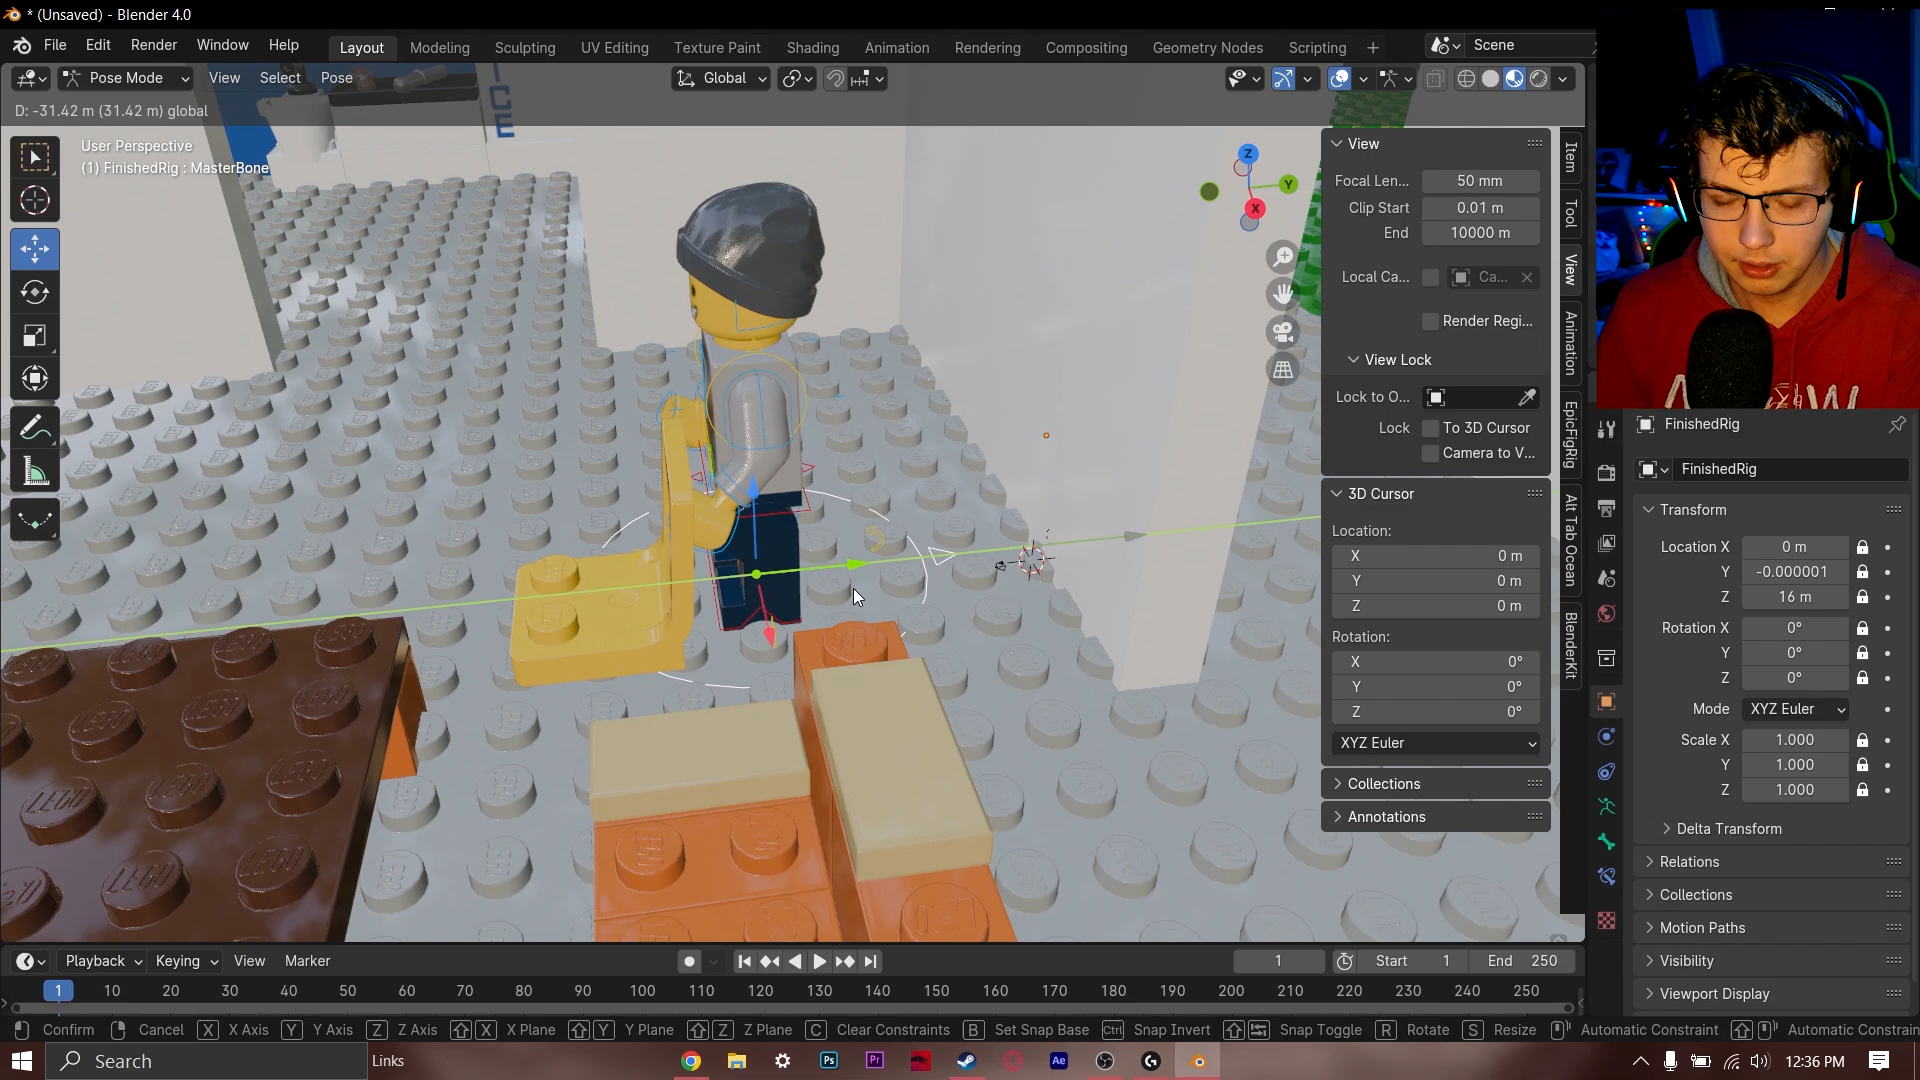 * (Unsaved) - Blender 4.0
File Edit Render Window Help
Layout Modeling Sculpting UV Editing Texture Paint Shading Animation Rendering Compositing Geometry Nodes Scripting +
Scene
Pose Mode View Select Pose
Global
D: -31.42 m (31.42 m) global
User Perspective
(1) FinishedRig : MasterBone
ICE
Z
Y
X
View
Focal Len... 50 mm
Clip Start 0.01 m
End 10000 m
Local Ca... Ca...
Render Regi...
View Lock
Lock to O...
Lock To 3D Cursor
Camera to V...
3D Cursor
Location:
X 0 m
Y 0 m
Z 0 m
Rotation:
X 0°
Y 0°
Z 0°
XYZ Euler
Collections
Annotations
Item
Tool
View
Animation
EpicFigRig
Alt Tab Ocean
BlenderKit
FinishedRig
FinishedRig
Transform
Location X 0 m
Y -0.000001
Z 16 m
Rotation X 0°
Y 0°
Z 0°
Mode XYZ Euler
Scale X 1.000
Y 1.000
Z 1.000
Delta Transform
Relations
Collections
Motion Paths
Visibility
Viewport Display
Playback Keying View Marker
1 Start 1 End 250
1 10 20 30 40 50 60 70 80 90 100 110 120 130 140 150 160 170 180 190 200 210 220 230 240 250
Confirm Cancel X X Axis Y Y Axis Z Z Axis X X Plane Y Y Plane Z Z Plane C Clear Constraints B Set Snap Base Ctrl Snap Invert Snap Toggle R Rotate S Resize Automatic Constraint Automatic Constrain
Search Links Ps Pr Ae 12:36 PM